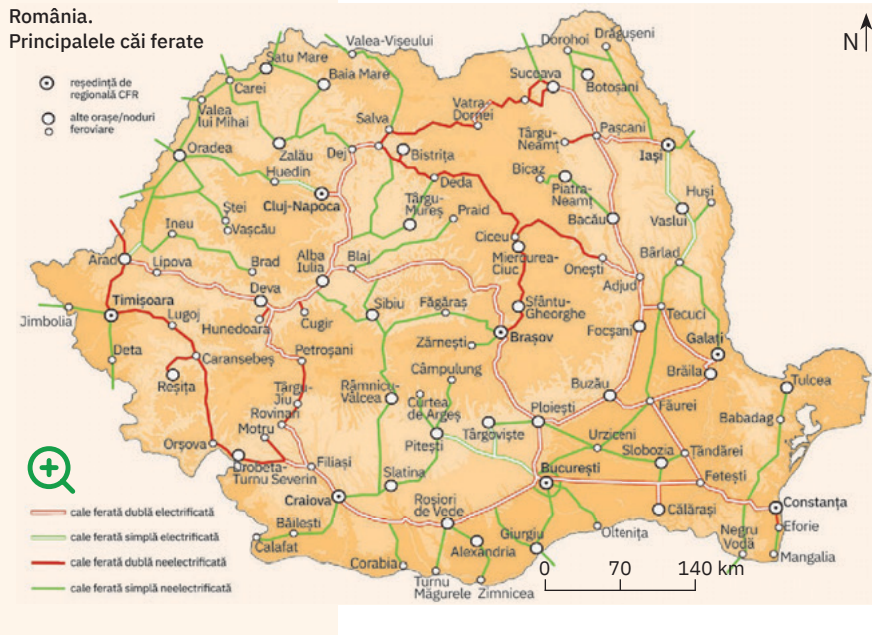 România.
Principalele căi ferate
N
reședință de
regională CFR
alte orașe/noduri
feroviare
Valea-Vișeului
Dorohoi
Drăgușeni
Satu Mare
Baia Mare
Carei
Suceava
Botoșani
Valea
lui Mihai
Salva
Vatra-
Dornei
Târgu-
Neamț
Pașcani
Oradea
Zalău
Dej
Bistrița
Iași
Huedin
Deda
Bicaz
Piatra-
Neamț
Cluj-Napoca
Târgu-
Mureș
Praid
Huși
Ștei
Vașcău
Bacău
Vaslui
Ineu
Ciceu
Miercurea-
Ciuc
Arad
Lipova
Brad
Alba
Iulia
Blaj
Onești
Adjud
Bârlad
Deva
Timișoara
Lugoj
Hunedoara
Cugir
Sibiu
Făgăraș
Sfântu-
Gheorghe
Tecuci
Jimbolia
Zărnești
Brașov
Focșani
Galați
Deta
Caransebeș
Petroșani
Reșița
Câmpulung
Brăila
Tulcea
Târgu-
Jiu
Râmnicu-
Vâlcea
Curtea
de Argeș
Buzău
Rovinari
Ploiești
Făurei
Babadag
Motru
Târgoviște
Orșova
Pitești
Urziceni
Slobozia
Țăndărei
Drobeta-
Turnu Severin
Filiași
București
Fetești
Slatina
Craiova
Roșiori
de Vede
Călărași
Constanța
cale ferată dublă electrificată
Băilești
Giurgiu
Oltenița
Negru
Vodă
Eforie
cale ferată simplă electrificată
Calafat
Alexandria
Mangalia
cale ferată dublă neelectrificată
Corabia
0 70 140 km
cale ferată simplă neelectrificată
Turnu
Măgurele
Zimnicea